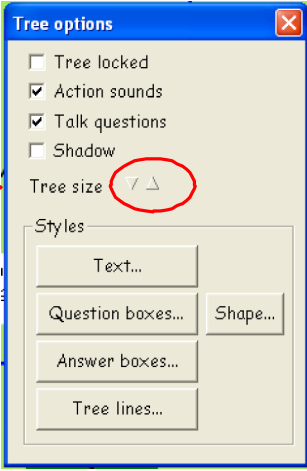 Tree options
Tree locked
Action sounds
Talk questions
Shadow
Tree size
Styles
Text...
Question boxes... Shape...
Answer boxes...
Tree lines...